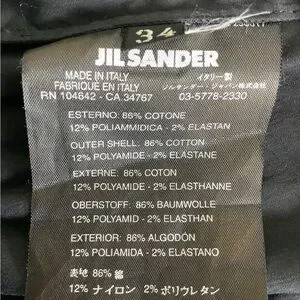 34
JIL SANDER
MADE IN ITALY
FABRIQUE EN ITALY
RN 104642 - CA.34767
イタリー製
ジルサンダー・ジャパン株式会社
03-5778-2330
ESTERNO: 86% COTONE
12% POLIAMMIDICA - 2% ELASTAN
OUTER SHELL: 86% COTTON
12% POLYAMIDE - 2% ELASTANE
EXTERNE: 86% COTON
12% POLYAMIDE - 2% ELASTHANNE
OBERSTOFF: 86% BAUMWOLLE
12% POLYAMID - 2% ELASTHAN
EXTERIOR: 86% ALGODÓN
12% POLIAMIDA - 2% ELASTANO
表地 86% 綿
12% ナイロン 2% ポリウレタン